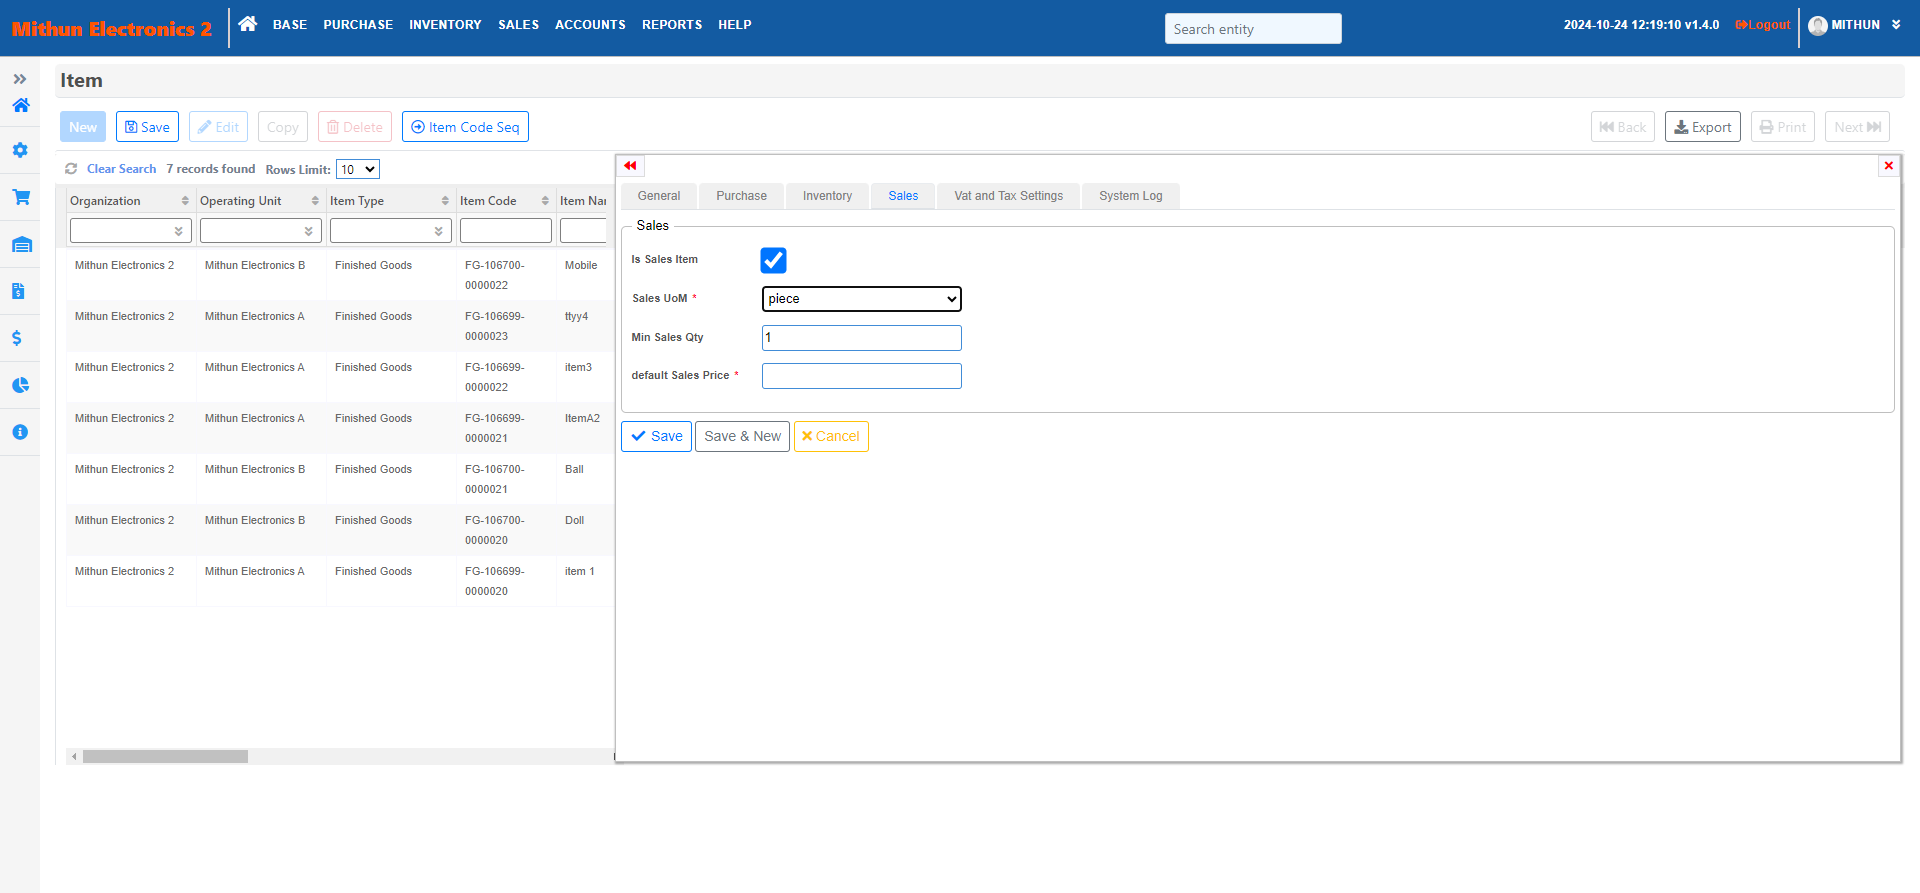 Mithun Electronics 2
BASE PURCHASE INVENTORY SALES ACCOUNTS REPORTS HELP
Search entity
2024-10-24 12:19:10 v1.4.0
Logout
MITHUN
Item
New Save Edit Copy Delete Item Code Seq
Back Export Print Next
Clear Search 7 records found Rows Limit: 10
Organization Operating Unit Item Type Item Code Item Nar
Mithun Electronics 2 Mithun Electronics B Finished Goods FG-106700-0000022 Mobile
Mithun Electronics 2 Mithun Electronics A Finished Goods FG-106699-0000023 ttyy4
Mithun Electronics 2 Mithun Electronics A Finished Goods FG-106699-0000022 item3
Mithun Electronics 2 Mithun Electronics A Finished Goods FG-106699-0000021 ItemA2
Mithun Electronics 2 Mithun Electronics B Finished Goods FG-106700-0000021 Ball
Mithun Electronics 2 Mithun Electronics B Finished Goods FG-106700-0000020 Doll
Mithun Electronics 2 Mithun Electronics A Finished Goods FG-106699-0000020 item 1
General Purchase Inventory Sales Vat and Tax Settings System Log
Sales
Is Sales Item
Sales UoM * piece
Min Sales Qty 1
default Sales Price *
Save Save & New Cancel